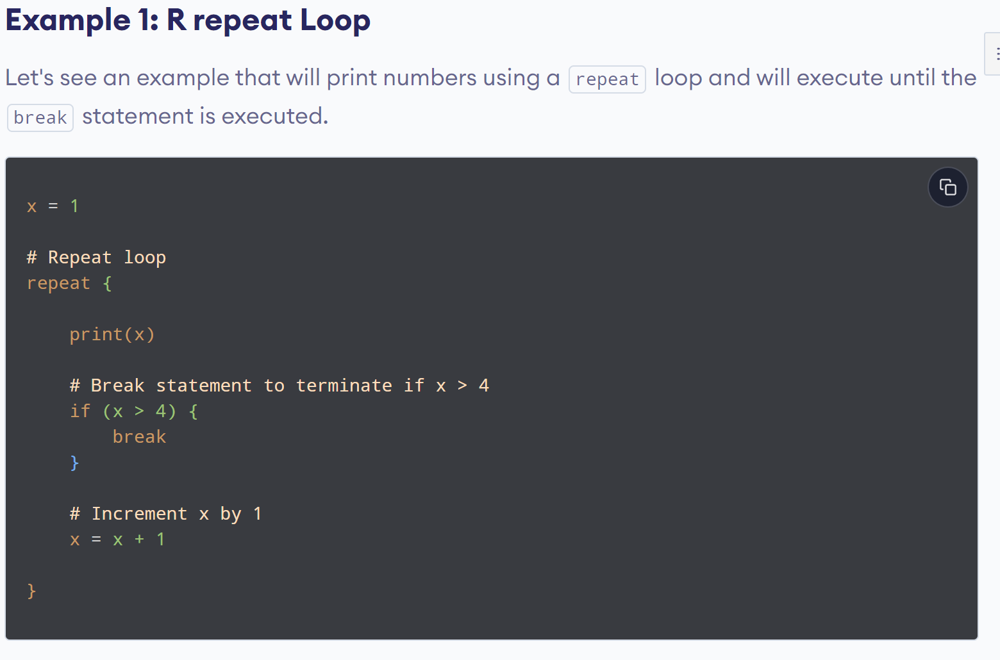 Example 1: R repeat Loop
Let's see an example that will print numbers using a repeat loop and will execute until the
break statement is executed.
x = 1
# Repeat loop
repeat {
print(x)
# Break statement to terminate if x > 4
if (x > 4) {
break
}
# Increment x by 1
x = x + 1
}